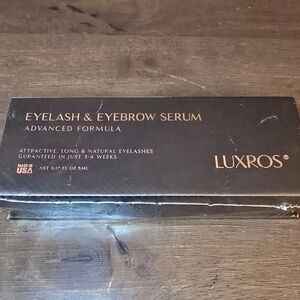 EYELASH & EYEBROW SERUM
ADVANCED FORMULA
ATTRACTIVE, LONG & NATURAL EYELASHES
GURANTEED IN JUST 3-4 WEEKS
MADE IN
USA
NET 0.17 FL OZ 5ML
LUXROS®